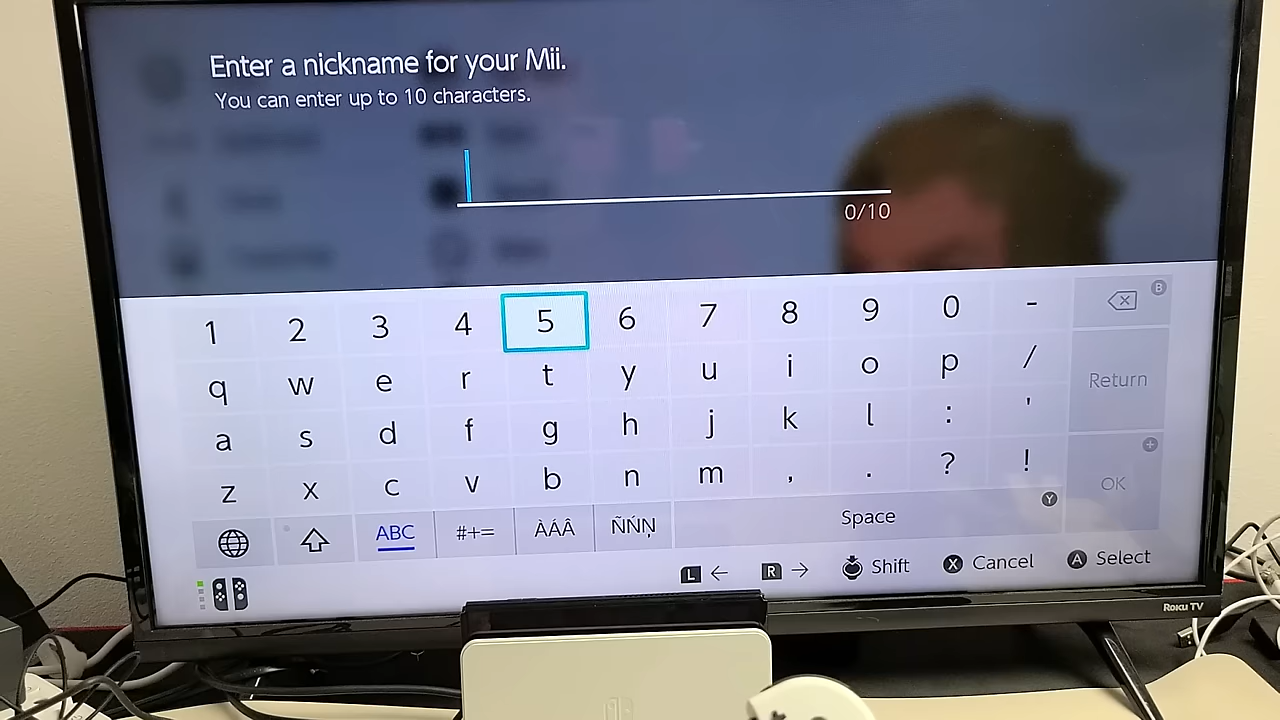 Enter a nickname for your Mii.
You can enter up to 10 characters.
0/10
1 2 3 4 5 6 7 8 9 0 - B
q w e r t y u i o p / Return
a s d f g h j k l : '
z x c v b n m , . ? ! + OK
ABC #+= ÀÁÂ ÑŃŅ Space Y
L ← R → Shift X Cancel A Select
Roku TV